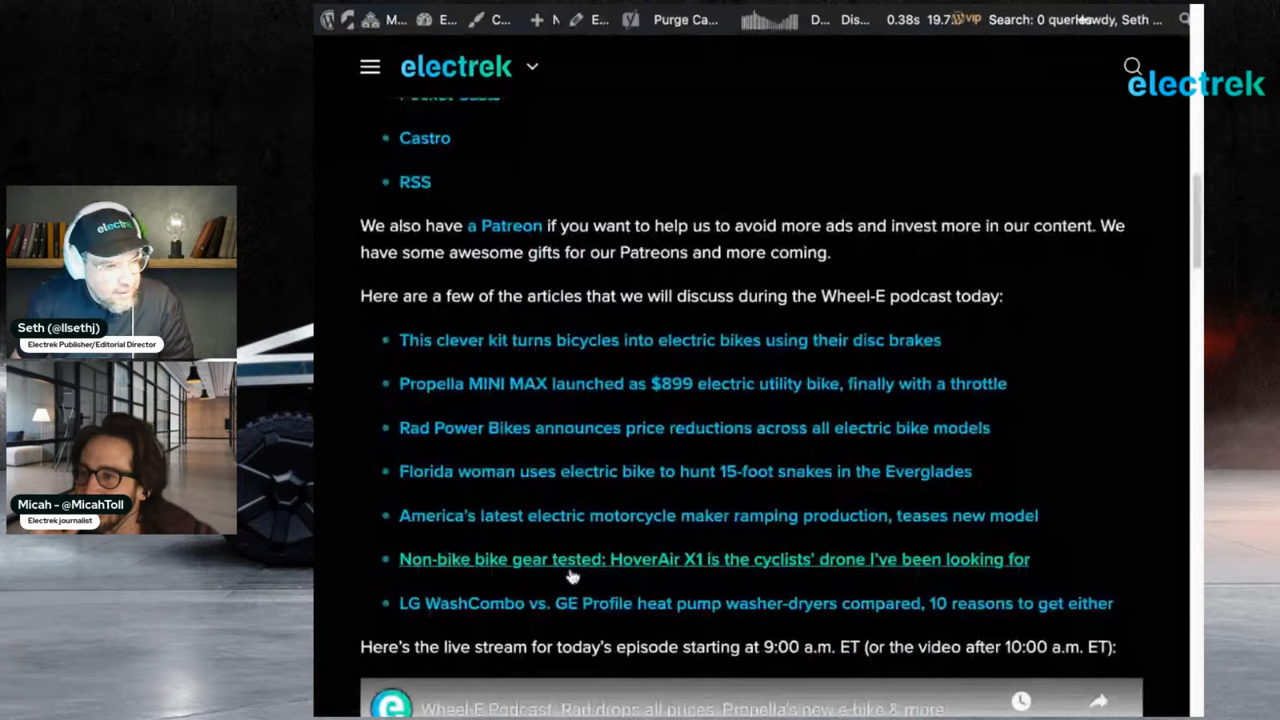 M...
E...
C...
N
E...
Purge Ca...
D...
Dis...
0.38s
19.7
VIP
Search: 0
Seth ...
electrek
electrek
Castro
RSS
We also have a Patreon if you want to help us to avoid more ads and invest more in our content. We
have some awesome gifts for our Patreons and more coming.
Here are a few of the articles that we will discuss during the Wheel-E podcast today:
This clever kit turns bicycles into electric bikes using their disc brakes
Propella MINI MAX launched as $899 electric utility bike, finally with a throttle
Rad Power Bikes announces price reductions across all electric bike models
Florida woman uses electric bike to hunt 15-foot snakes in the Everglades
America's latest electric motorcycle maker ramping production, teases new model
Non-bike bike gear tested: HoverAir X1 is the cyclists' drone I've been looking for
LG WashCombo vs. GE Profile heat pump washer-dryers compared, 10 reasons to get either
Here's the live stream for today's episode starting at 9:00 a.m. ET (or the video after 10:00 a.m. ET):
Wheel-E Podcast: Rad drops all prices, Propella's new e-bike & more
electrek
Seth (@llsethj)
Electrek Publisher/Editorial Director
Micah - @MicahToll
Electrek journalist